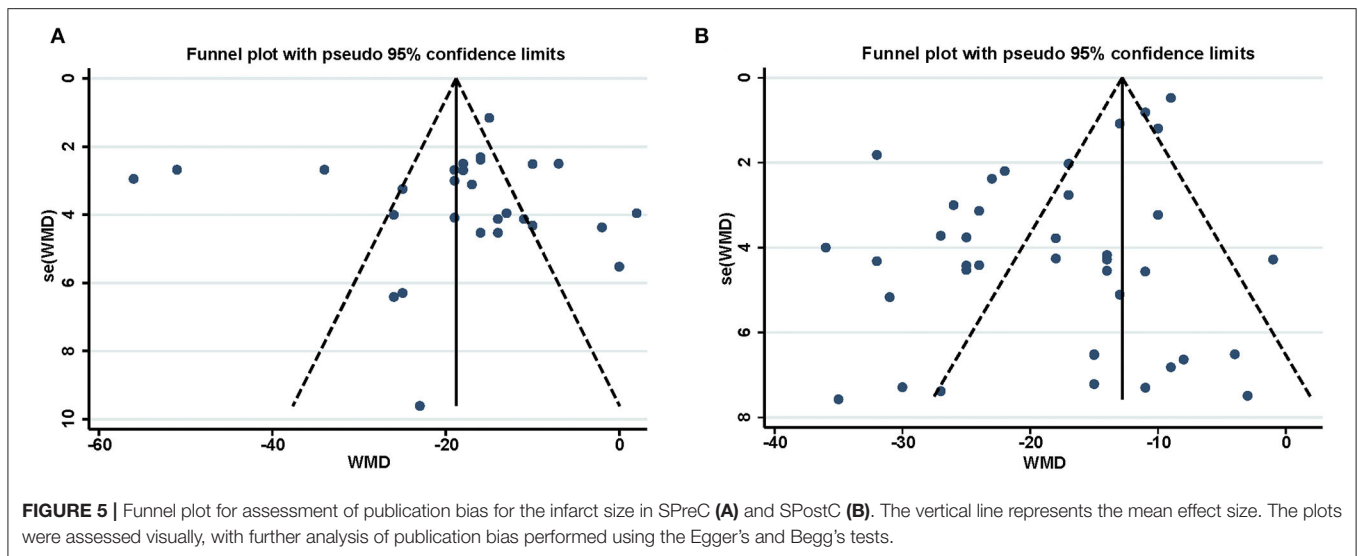 A
Funnel plot with pseudo 95% confidence limits
0
2
4
6
8
10
se(WMD)
-60
-40
-20
0
WMD
B
Funnel plot with pseudo 95% confidence limits
0
2
4
6
8
se(WMD)
-40
-30
-20
-10
0
WMD
FIGURE 5 | Funnel plot for assessment of publication bias for the infarct size in SPreC (A) and SPostC (B). The vertical line represents the mean effect size. The plots
were assessed visually, with further analysis of publication bias performed using the Egger's and Begg's tests.